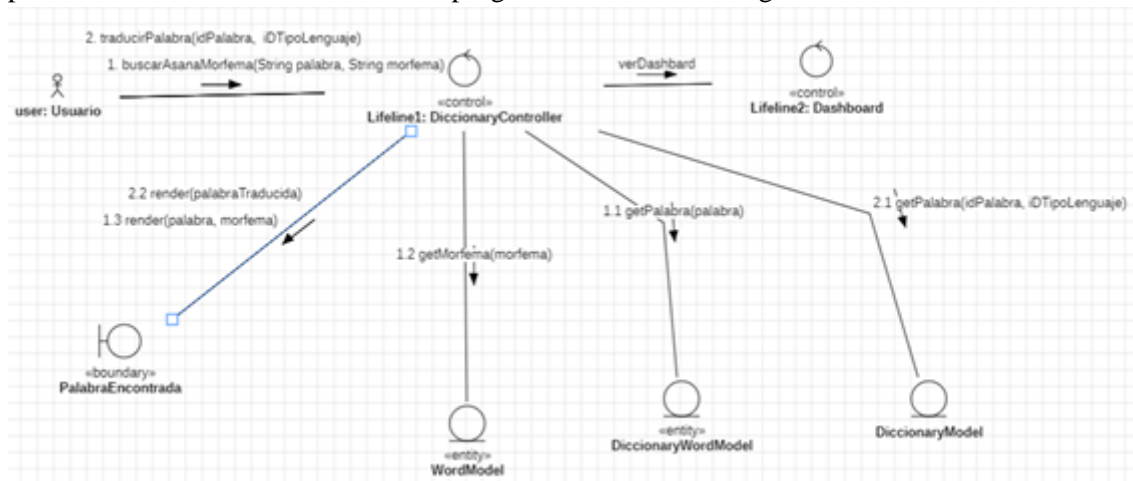 2. traducirPalabra(idPalabra, iDTipoLenguaje)
1. buscarAsanaMorfema(String palabra, String morfema)
verDashbard
user: Usuario
«control»
Lifeline1: DiccionaryController
«control»
Lifeline2: Dashboard
2.2 render(palabraTraducida)
1.3 render(palabra, morfema)
1.1 getPalabra(palabra)
2.1 getPalabra(idPalabra, iDTipoLenguaje)
1.2 getMorfema(morfema)
«boundary»
PalabraEncontrada
«entity»
WordModel
«entity»
DiccionaryWordModel
DiccionaryModel